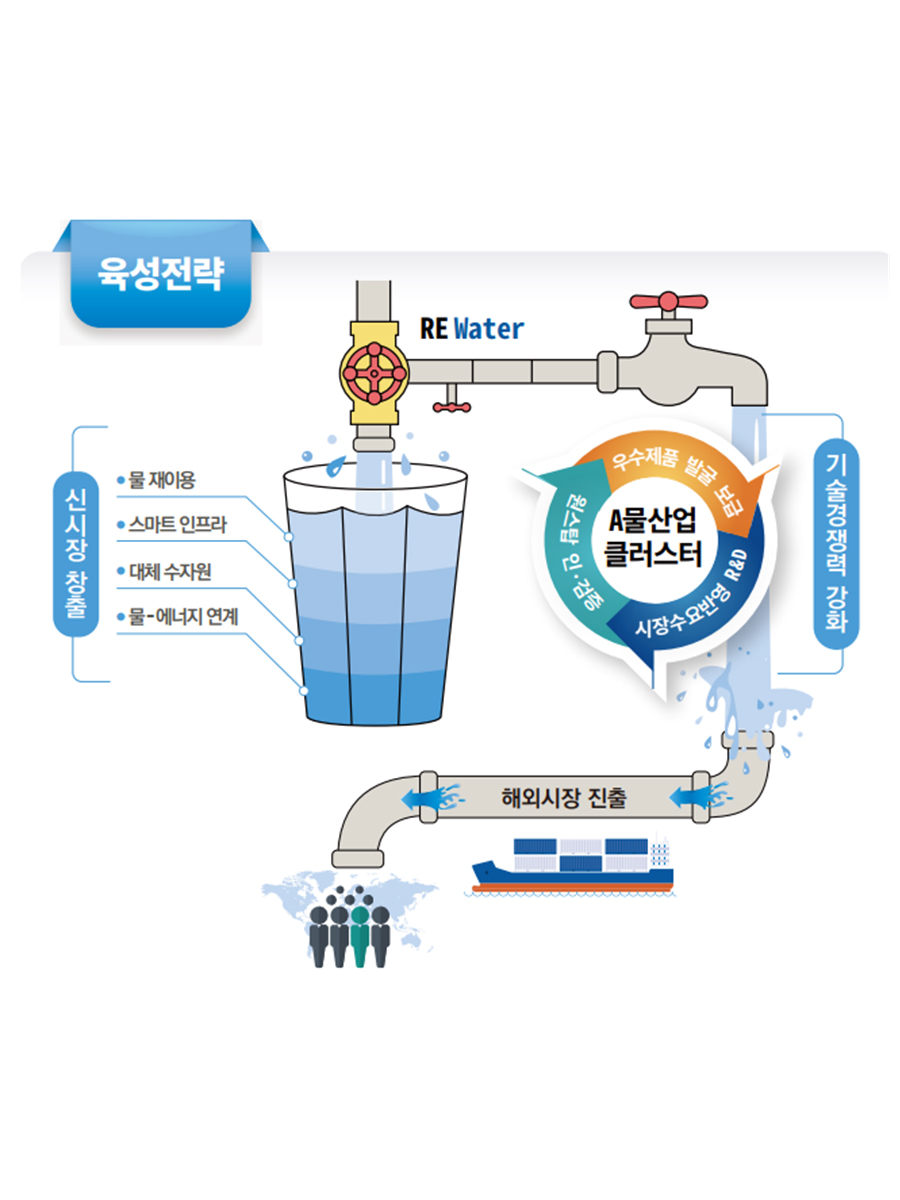 육성전략
RE Water
신시장 창출
물 재이용
스마트 인프라
대체 수자원
물-에너지 연계
우수제품 발굴 보급
시장수요반영 R&D
원스탑 인·검증
A물산업
클러스터
기술경쟁력 강화
해외시장 진출